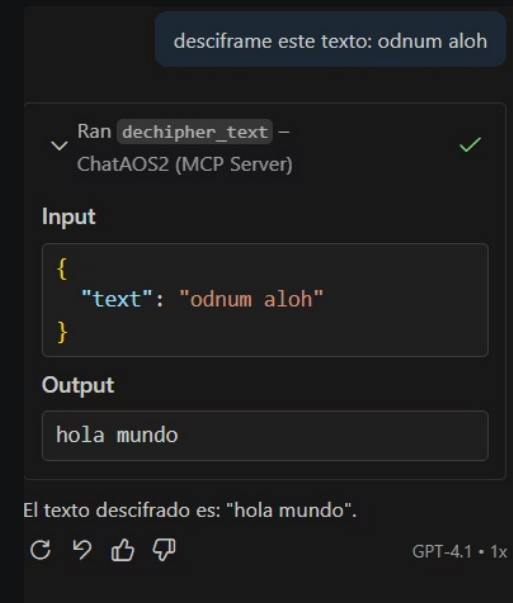 desciframe este texto: odnum aloh
Ran dechipher_text –
ChatAOS2 (MCP Server)
Input
{
"text": "odnum aloh"
}
Output
hola mundo
El texto descifrado es: "hola mundo".
GPT-4.1 • 1x